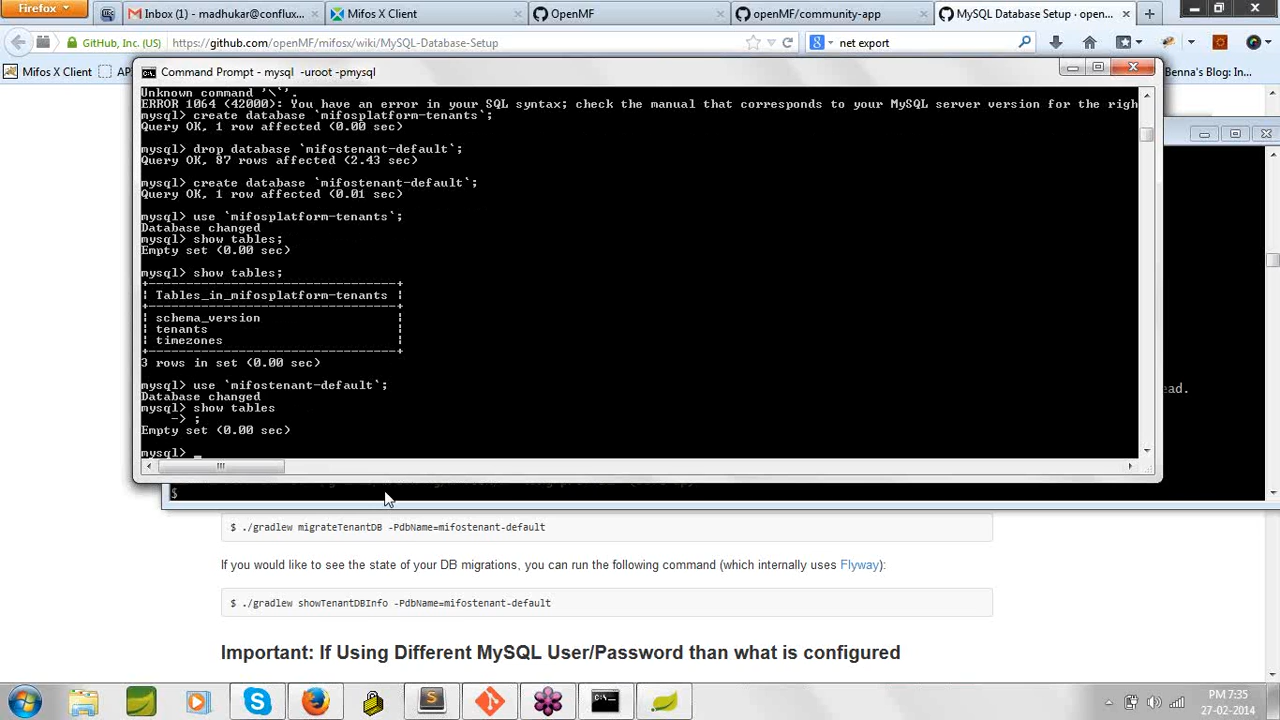 Firefox
Inbox (1) - madhukar@conflux...
Mifos X Client
OpenMF
openMF/community-app
MySQL Database Setup · open...
GitHub, Inc. (US)
https://github.com/openMF/mifosx/wiki/MySQL-Database-Setup
net export
Mifos X Client
Benna's Blog: In...
Command Prompt - mysql -uroot -pmysql
Unknown command '\`'.
ERROR 1064 (42000): You have an error in your SQL syntax; check the manual that corresponds to your MySQL server version for the righ
mysql> create database `mifosplatform-tenants`;
Query OK, 1 row affected (0.00 sec)
mysql> drop database `mifostenant-default`;
Query OK, 87 rows affected (2.43 sec)
mysql> create database `mifostenant-default`;
Query OK, 1 row affected (0.01 sec)
mysql> use `mifosplatform-tenants`;
Database changed
mysql> show tables;
Empty set (0.00 sec)
mysql> show tables;
Tables_in_mifosplatform-tenants
schema_version
tenants
timezones
3 rows in set (0.00 sec)
mysql> use `mifostenant-default`;
Database changed
mysql> show tables
-> ;
Empty set (0.00 sec)
mysql>
ead.
$
$ ./gradlew migrateTenantDB -PdbName=mifostenant-default
If you would like to see the state of your DB migrations, you can run the following command (which internally uses Flyway):
$ ./gradlew showTenantDBInfo -PdbName=mifostenant-default
Important: If Using Different MySQL User/Password than what is configured
PM 7:35
27-02-2014